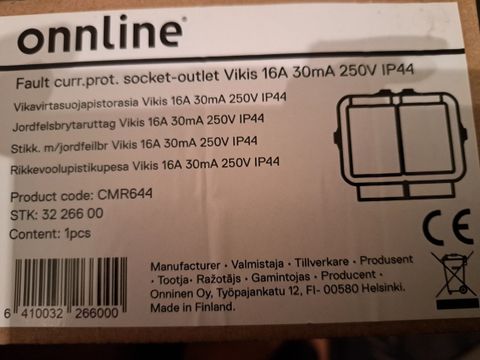 onnline
Fault curr.prot. socket-outlet Vikis 16A 30mA 250V IP44
Vikavirtasuojapistorasia Vikis 16A 30mA 250V IP44
Jordfelsbrytaruttag Vikis 16A 30mA 250V IP44
Stikk. m/jordfeilbr Vikis 16A 30mA 250V IP44
Rikkevoolupistikupesa Vikis 16A 30mA 250V IP44
Product code: CMR644
STK: 32 266 00
Content: 1pcs
CE
Manufacturer · Valmistaja · Tillverkare · Produsent
· Tootja· Ražotājs · Gamintojas · Producent ·
Onninen Oy, Työpajankatu 12, FI- 00580 Helsinki.
Made in Finland.
6 410032 266000